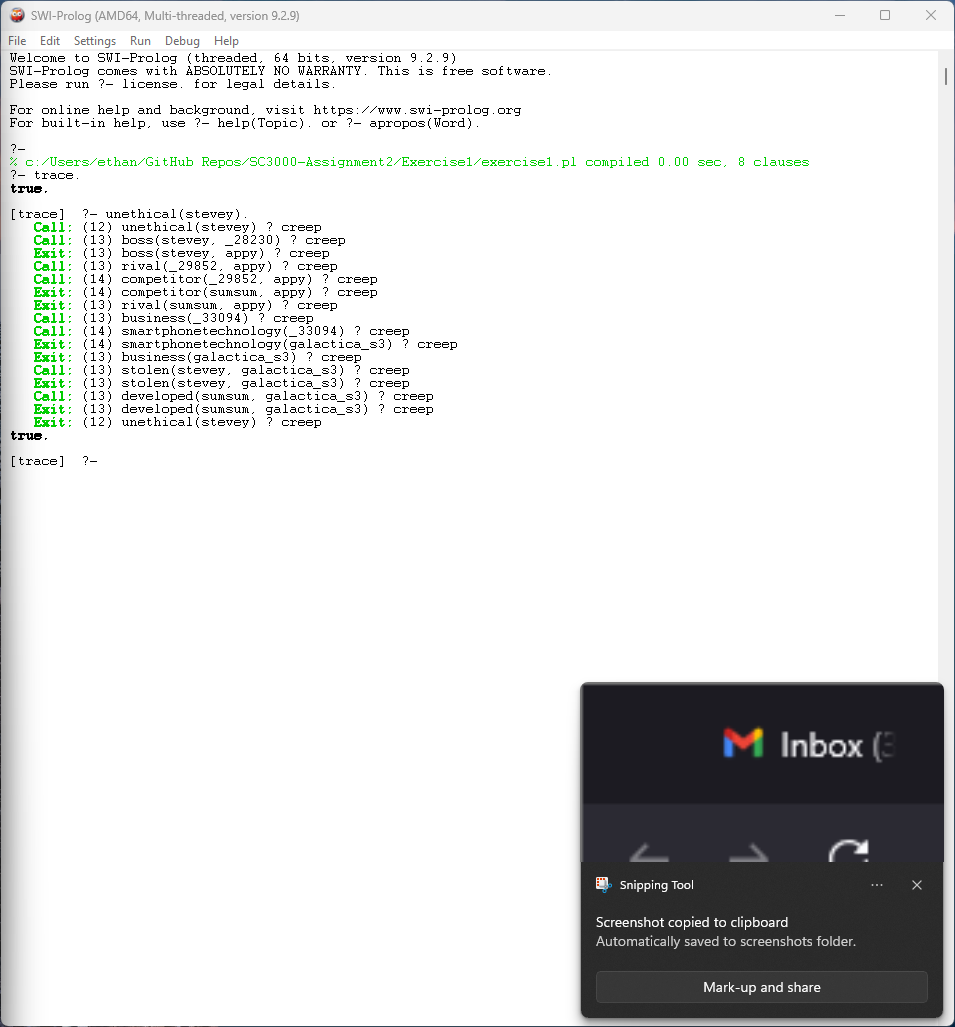 SWI-Prolog (AMD64, Multi-threaded, version 9.2.9)
File Edit Settings Run Debug Help
Welcome to SWI-Prolog (threaded, 64 bits, version 9.2.9)
SWI-Prolog comes with ABSOLUTELY NO WARRANTY. This is free software.
Please run ?- license. for legal details.
For online help and background, visit https://www.swi-prolog.org
For built-in help, use ?- help(Topic). or ?- apropos(Word).
?-
% c:/Users/ethan/GitHub Repos/SC3000-Assignment2/Exercise1/exercise1.pl compiled 0.00 sec, 8 clauses
?- trace.
true.
[trace]  ?- unethical(stevey).
Call: (12) unethical(stevey) ? creep
Call: (13) boss(stevey, _28230) ? creep
Exit: (13) boss(stevey, appy) ? creep
Call: (13) rival(_29852, appy) ? creep
Call: (14) competitor(_29852, appy) ? creep
Exit: (14) competitor(sumsum, appy) ? creep
Exit: (13) rival(sumsum, appy) ? creep
Call: (13) business(_33094) ? creep
Call: (14) smartphonetechnology(_33094) ? creep
Exit: (14) smartphonetechnology(galactica_s3) ? creep
Exit: (13) business(galactica_s3) ? creep
Call: (13) stolen(stevey, galactica_s3) ? creep
Exit: (13) stolen(stevey, galactica_s3) ? creep
Call: (13) developed(sumsum, galactica_s3) ? creep
Exit: (13) developed(sumsum, galactica_s3) ? creep
Exit: (12) unethical(stevey) ? creep
true.
[trace]  ?-
Inbox (
Snipping Tool
Screenshot copied to clipboard
Automatically saved to screenshots folder.
Mark-up and share